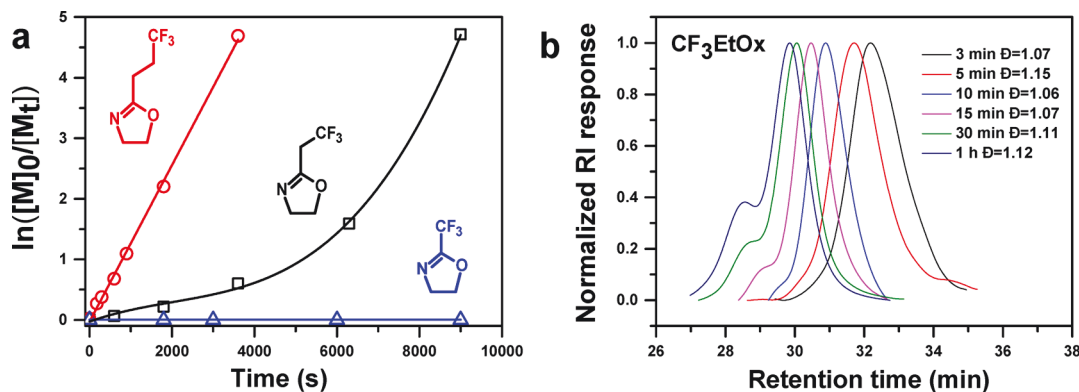 a
ln([M]0/[Mt])
5
4
3
2
1
0
0
2000
4000
6000
8000
10000
Time (s)
CF3
N
O
CF3
N
O
CF3
N
O
b
CF3EtOx
Normalized RI response
1.0
0.8
0.6
0.4
0.2
0.0
26
28
30
32
34
36
38
Retention time (min)
3 min Đ=1.07
5 min Đ=1.15
10 min Đ=1.06
15 min Đ=1.07
30 min Đ=1.11
1 h Đ=1.12